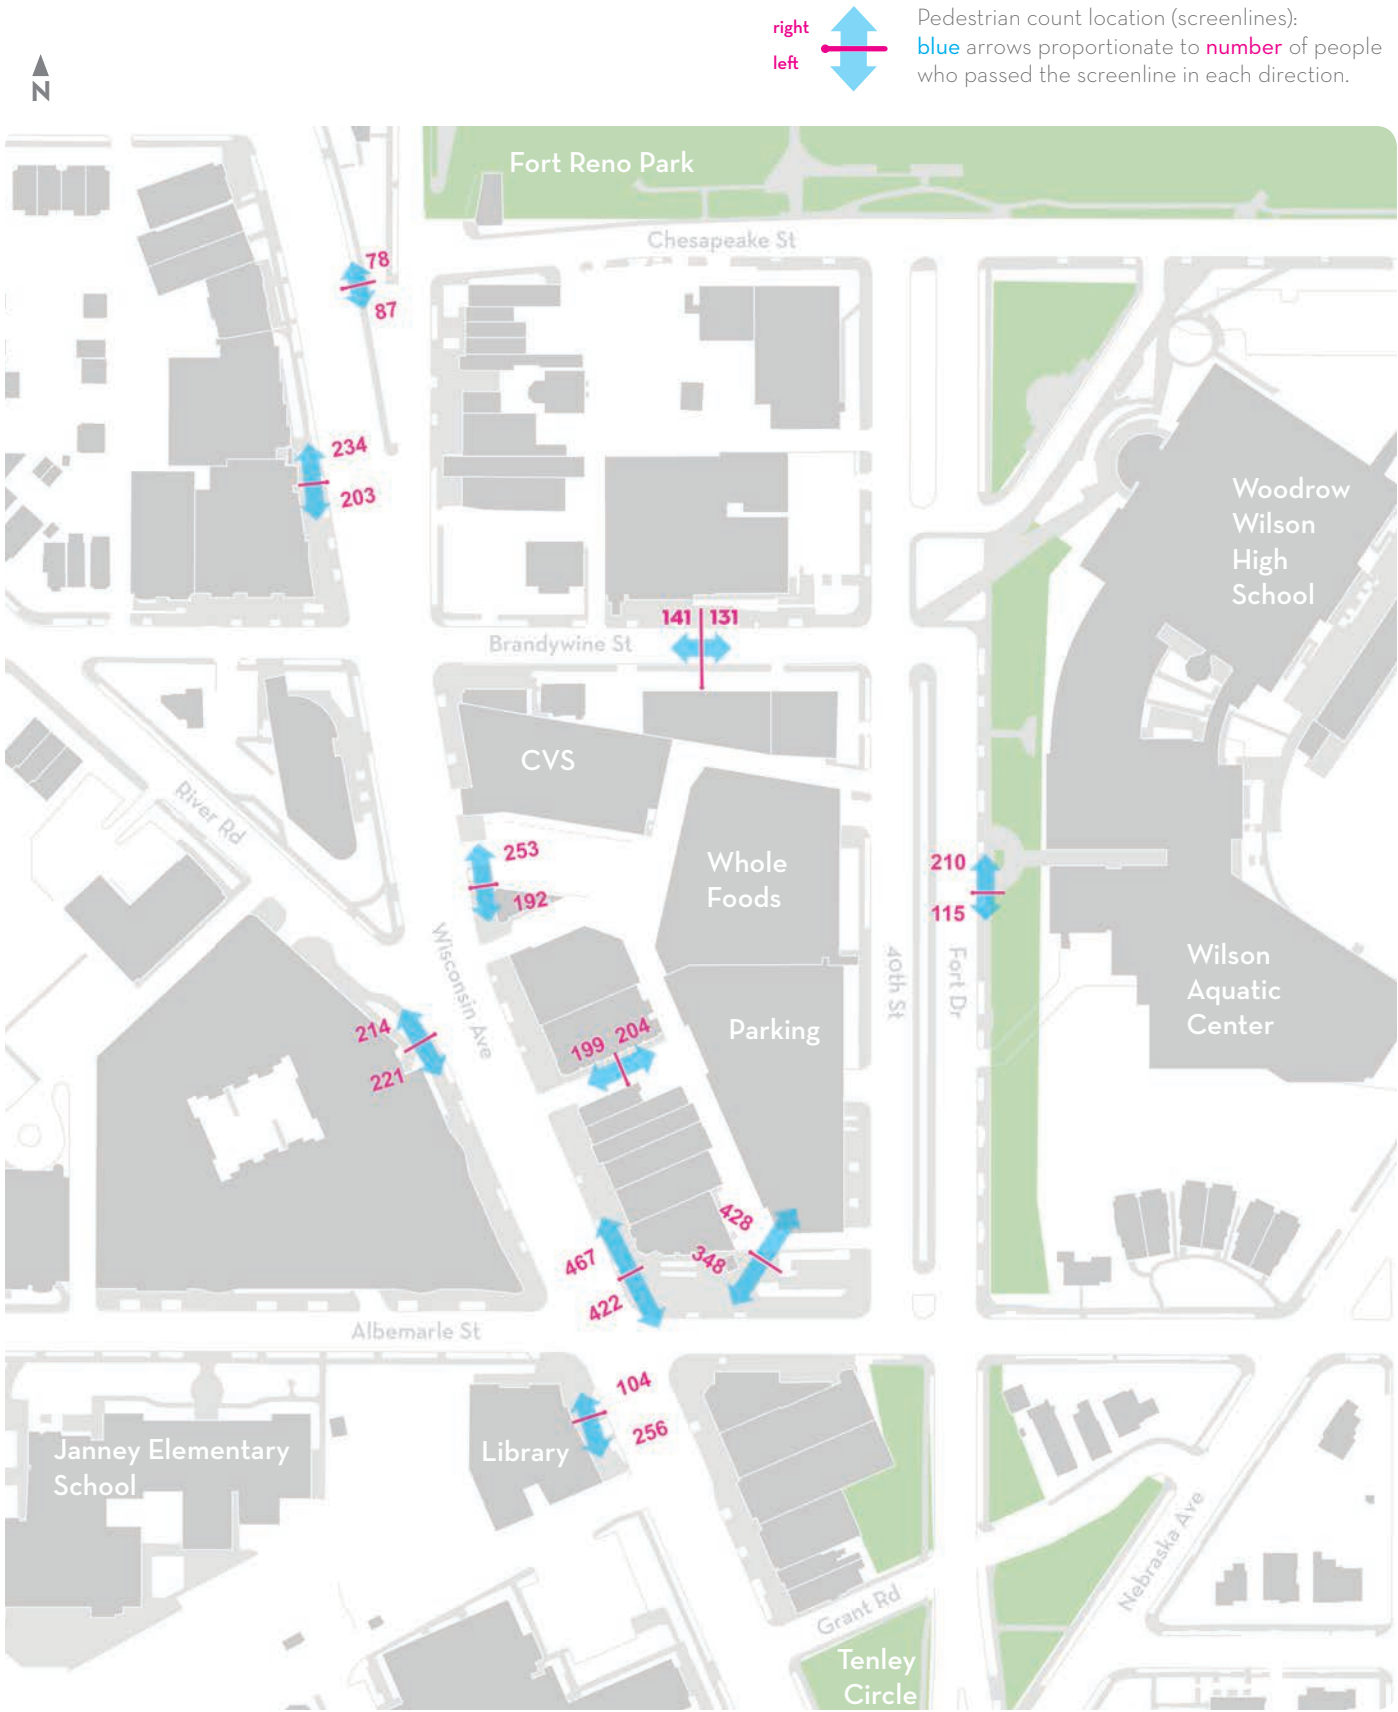 right
left
Pedestrian count location (screenlines):
blue arrows proportionate to number of people
who passed the screenline in each direction.
N
Fort Reno Park
Chesapeake St
78
87
234
203
Woodrow
Wilson
High
School
141 131
Brandywine St
CVS
River Rd
253
192
Whole
Foods
210
115
Wisconsin Ave
40th St
Fort Dr
Wilson
Aquatic
Center
214
221
199 204
Parking
428
348
467
422
Albemarle St
104
256
Janney Elementary
School
Library
Nebraska Ave
Grant Rd
Tenley
Circle